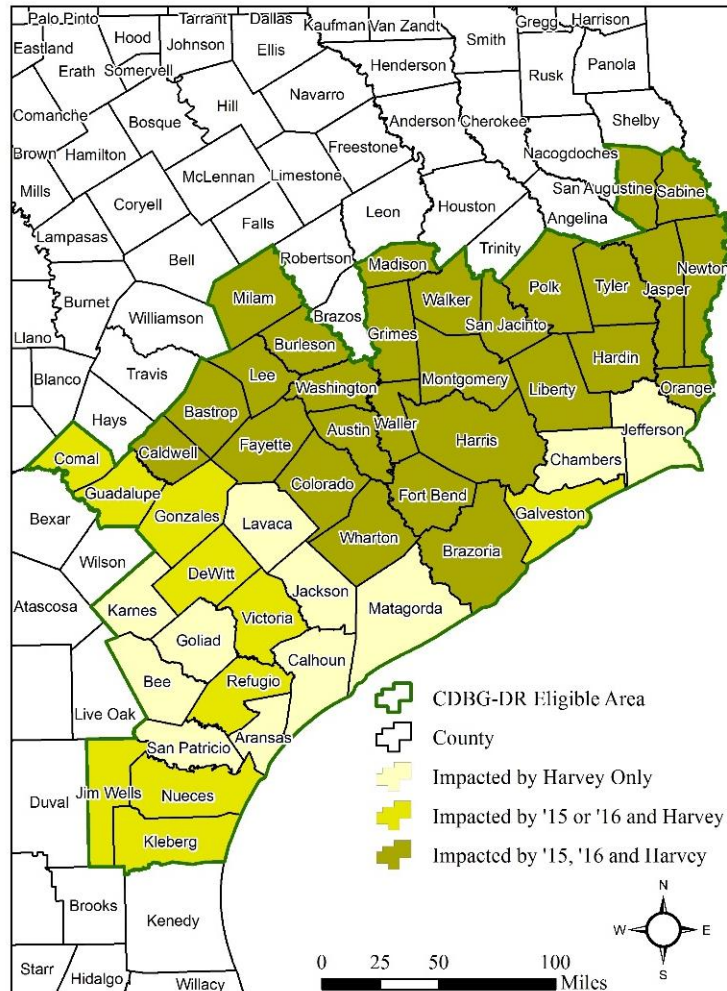 Palo Pinto
Tarrant
Dallas
Kaufman
Van Zandt
Gregg
Harrison
Hood
Johnson
Ellis
Smith
Eastland
Erath
Somervell
Henderson
Rusk
Panola
Hill
Navarro
Comanche
Bosque
Anderson
Cherokee
Shelby
Freestone
Nacogdoches
Brown
Hamilton
McLennan
Limestone
San Augustine
Sabine
Mills
Coryell
Leon
Houston
Angelina
Falls
Lampasas
Trinity
Bell
Robertson
Madison
Newton
Burnet
Milam
Walker
Polk
Tyler
Jasper
Williamson
Brazos
Grimes
San Jacinto
Llano
Burleson
Hardin
Blanco
Travis
Lee
Washington
Montgomery
Liberty
Orange
Hays
Bastrop
Austin
Waller
Jefferson
Caldwell
Fayette
Harris
Chambers
Comal
Guadalupe
Colorado
Fort Bend
Galveston
Bexar
Gonzales
Lavaca
Wharton
Brazoria
Wilson
DeWitt
Jackson
Atascosa
Karnes
Victoria
Matagorda
Goliad
Calhoun
Bee
Refugio
Live Oak
Aransas
San Patricio
Duval
Jim Wells
Nueces
Kleberg
Brooks
Kenedy
Starr
Hidalgo
Willacy
CDBG-DR Eligible Area
County
Impacted by Harvey Only
Impacted by '15 or '16 and Harvey
Impacted by '15, '16 and Harvey
N
W
E
S
0 25 50 100
Miles